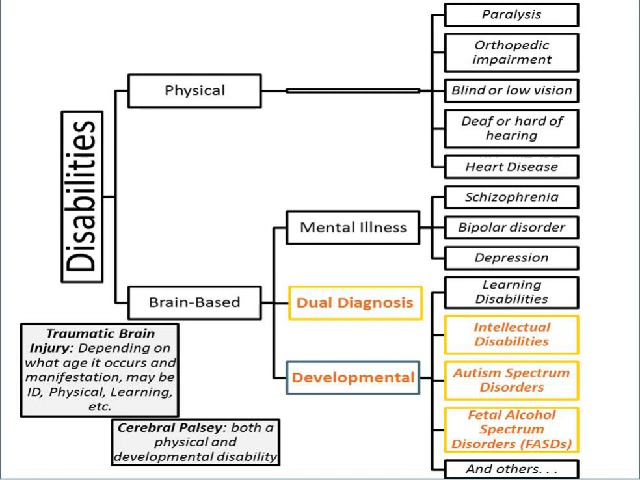 Disabilities
Physical
Paralysis
Orthopedic
impairment
Blind or low vision
Deaf or hard of
hearing
Heart Disease
Brain-Based
Mental Illness
Schizophrenia
Bipolar disorder
Depression
Dual Diagnosis
Developmental
Learning
Disabilities
Intellectual
Disabilities
Autism Spectrum
Disorders
Fetal Alcohol
Spectrum
Disorders (FASDs)
And others. . .
Traumatic Brain
Injury: Depending on
what age it occurs and
manifestation, may be
ID, Physical, Learning,
etc.
Cerebral Palsey: both a
physical and
developmental disability